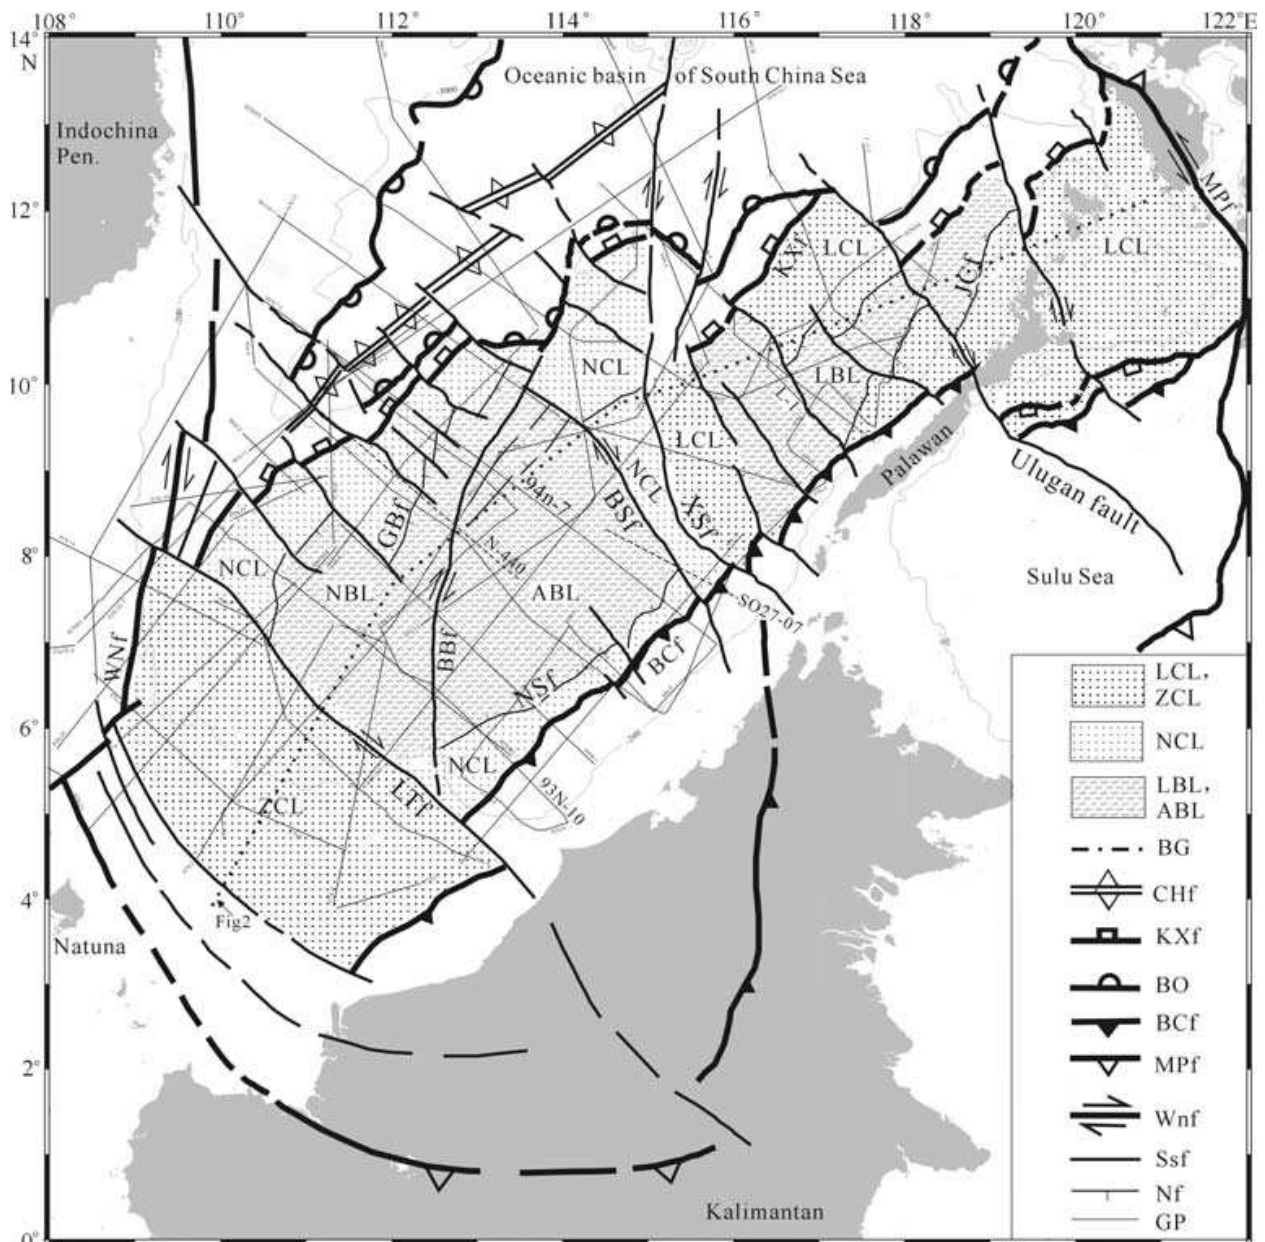 108°
110°
112°
114°
116°
118°
120°
122°E
14°
N
Oceanic basin of South China Sea
Indochina
Pen.
MPf
12°
KXf
LCL
LCL
JGf
NCL
10°
LBL
LCL
Palawan
NCL
Ulugan fault
94n-7
BSf
XSf
GBf
N-440
8°
NCL
NBL
ABL
Sulu Sea
SO27-07
WNf
BBf
BCf
NSf
6°
NCL
93N-10
LTf
ZCL
4°
Fig2
Natuna
2°
Kalimantan
0°
LCL,
ZCL
NCL
LBL,
ABL
BG
CHf
KXf
BO
BCf
MPf
Wnf
Ssf
Nf
GP